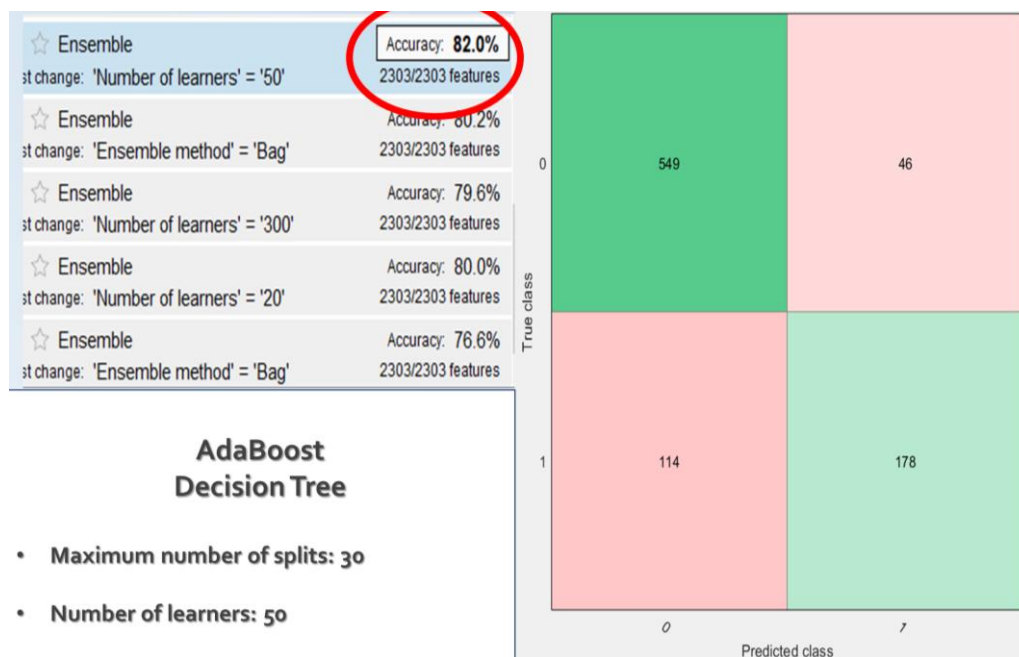 Ensemble
Accuracy: 82.0%
st change: 'Number of learners' = '50'
2303/2303 features
Ensemble
Accuracy: 80.2%
st change: 'Ensemble method' = 'Bag'
2303/2303 features
Ensemble
Accuracy: 79.6%
st change: 'Number of learners' = '300'
2303/2303 features
Ensemble
Accuracy: 80.0%
st change: 'Number of learners' = '20'
2303/2303 features
Ensemble
Accuracy: 76.6%
st change: 'Ensemble method' = 'Bag'
2303/2303 features
AdaBoost
Decision Tree
• Maximum number of splits: 30
• Number of learners: 50
True class
0
549
46
1
114
178
0
1
Predicted class